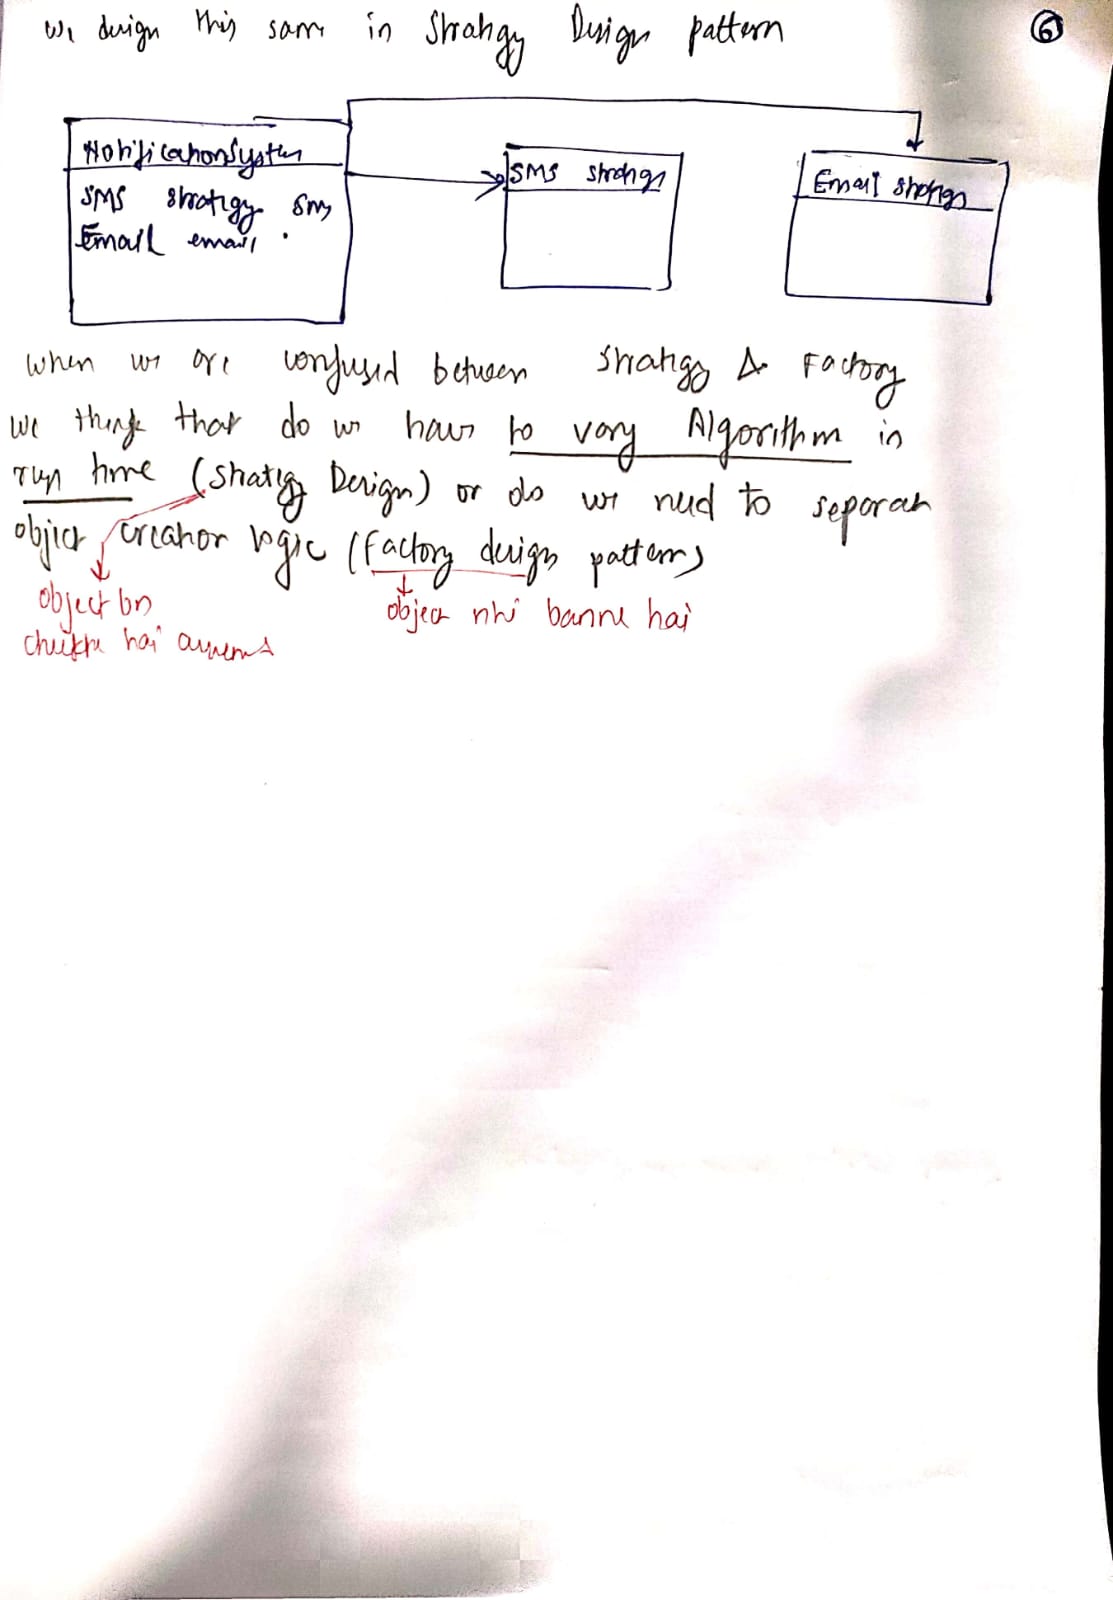 We design this same in Strategy Design pattern
6
NotificationSystem
SMS strategy sms
Email email
SMS strategy
Email strategy
When we are confused between Strategy & Factory
we think that do we have to vary Algorithm in
run time (Strategy Design) or do we need to separate
object creation logic (Factory design pattern)
object bn
chuke hai
object nhi banne hai